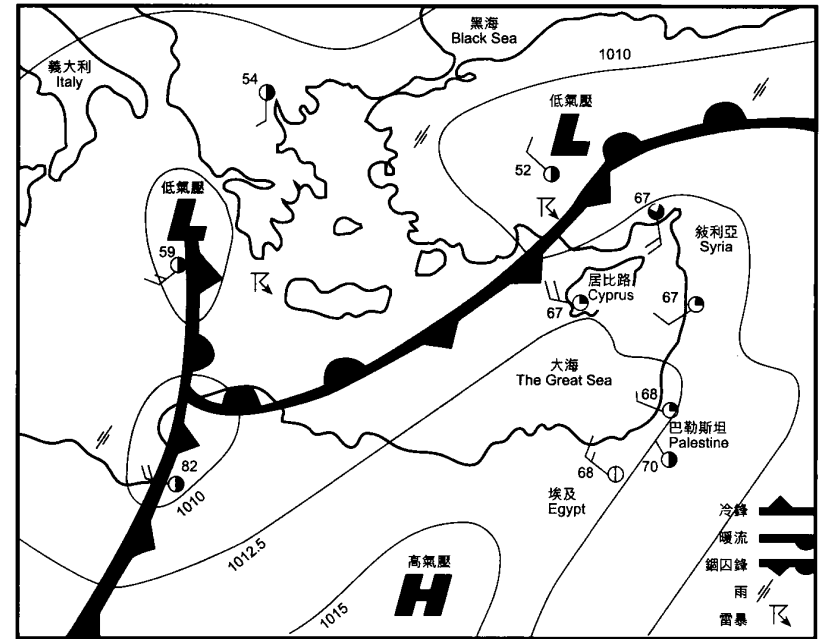 黑海
Black Sea
1010
義大利
Italy
54
低氣壓
L
52
低氣壓
L
67
59
敍利亞
Syria
居比路
Cyprus
67
67
大海
The Great Sea
68
巴勒斯坦
Palestine
82
68
70
1010
埃及
Egypt
冷鋒
1012.5
暖流
高氣壓
H
錮囚鋒
雨
1015
雷暴